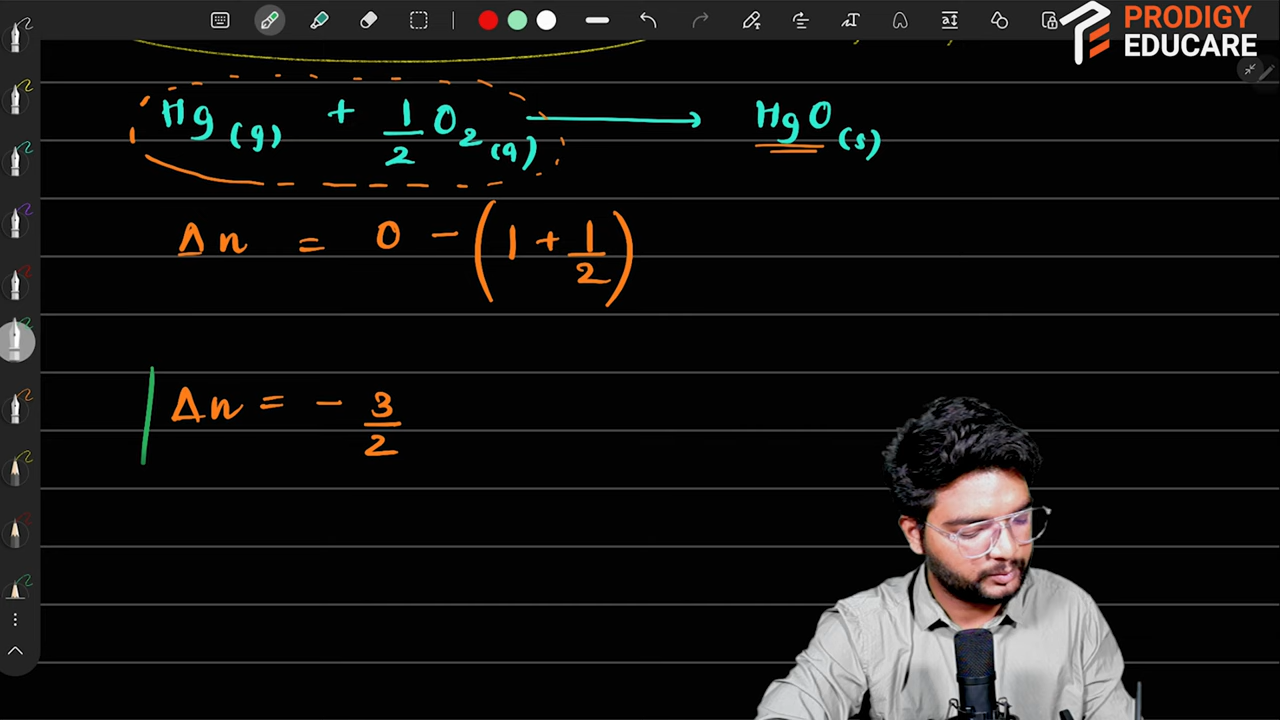 PRODIGY
EDUCARE
Hg(g) + 1/2 O2(g) ⟶ HgO(s)
Δn = 0 - (1 + 1/2)
Δn = - 3/2